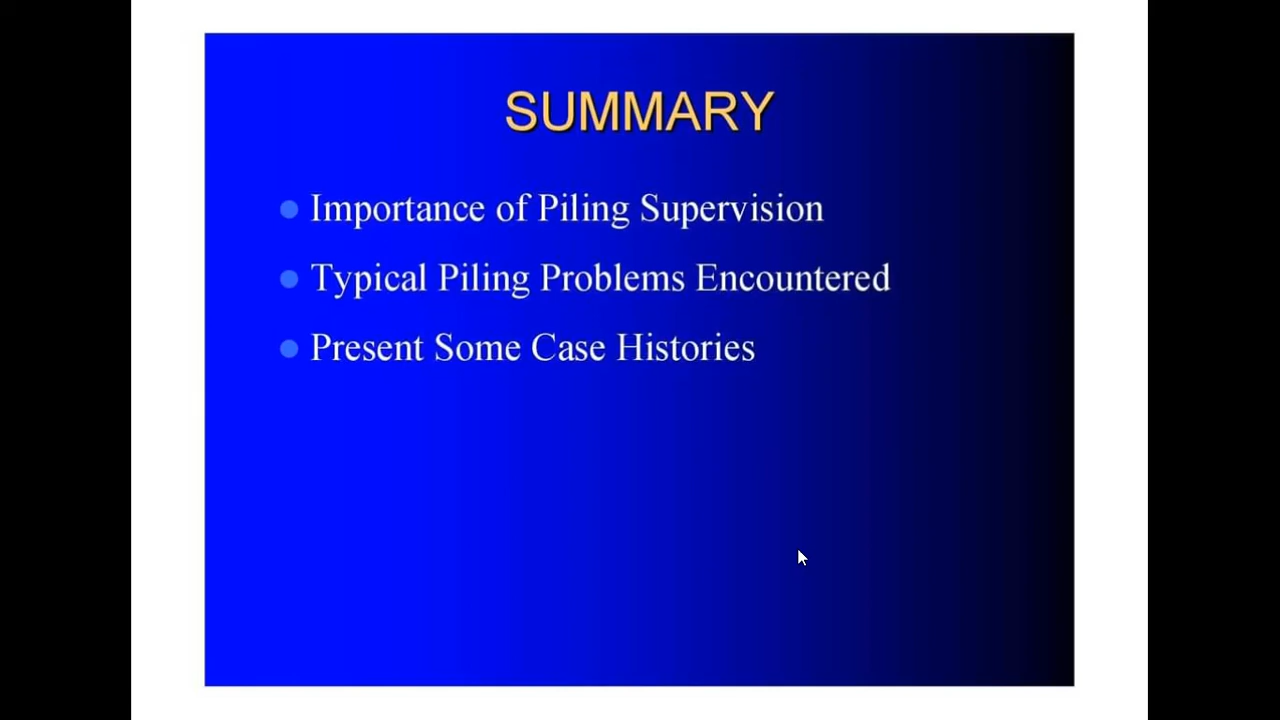 SUMMARY
Importance of Piling Supervision
Typical Piling Problems Encountered
Present Some Case Histories